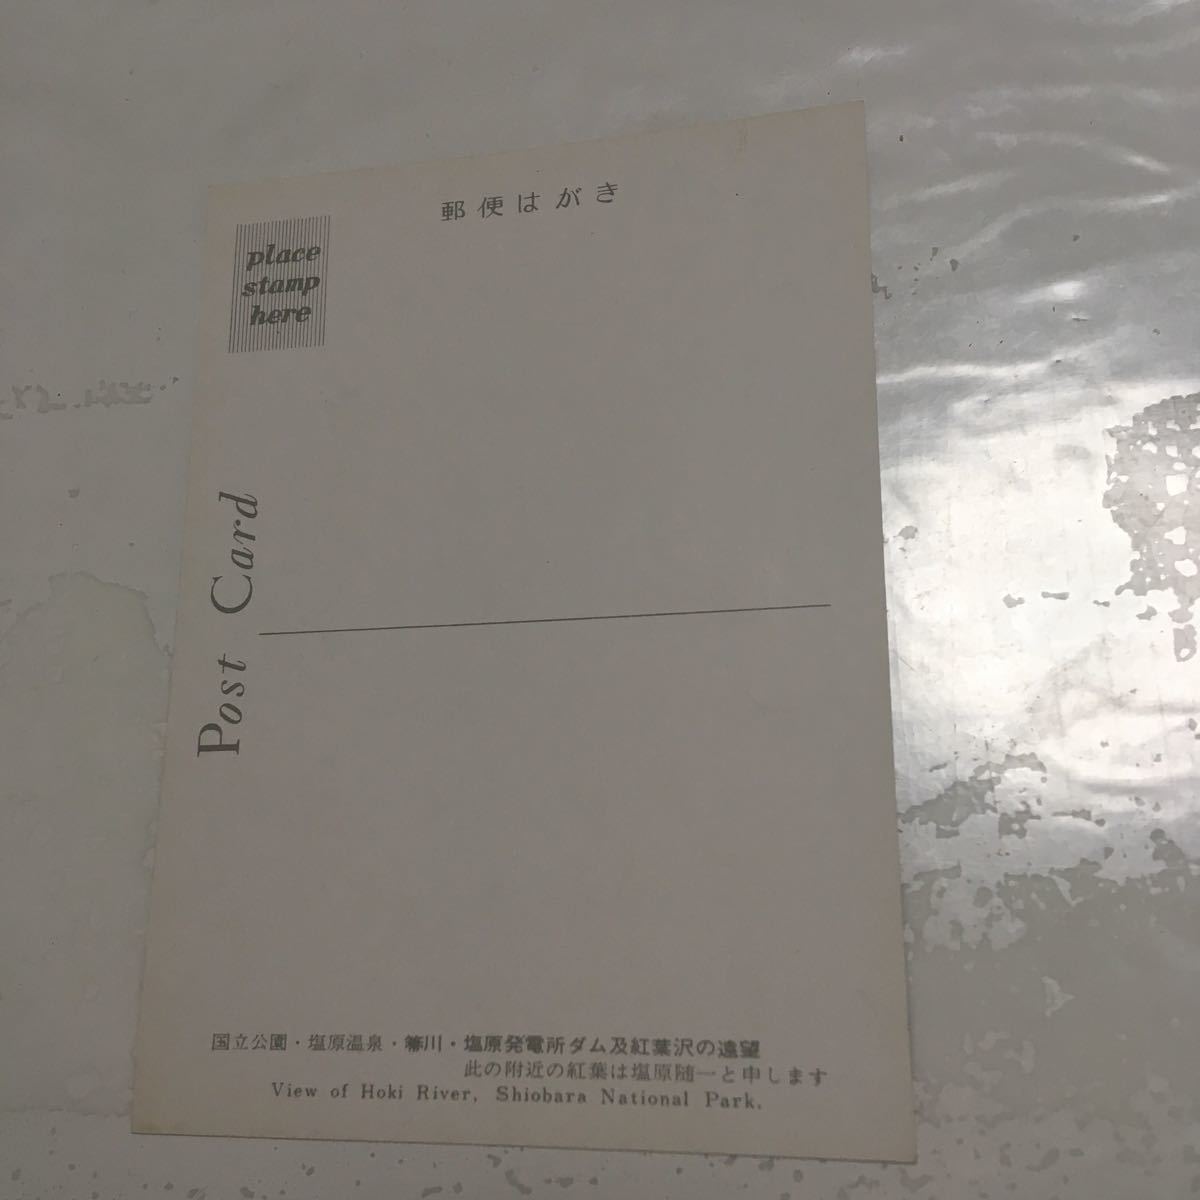 郵便はがき
place
stamp
here
Post Card
国立公園・塩原温泉・箒川・塩原発電所ダム及紅葉沢の遠望
此の附近の紅葉は塩原随一と申します
View of Hoki River, Shiobara National Park.